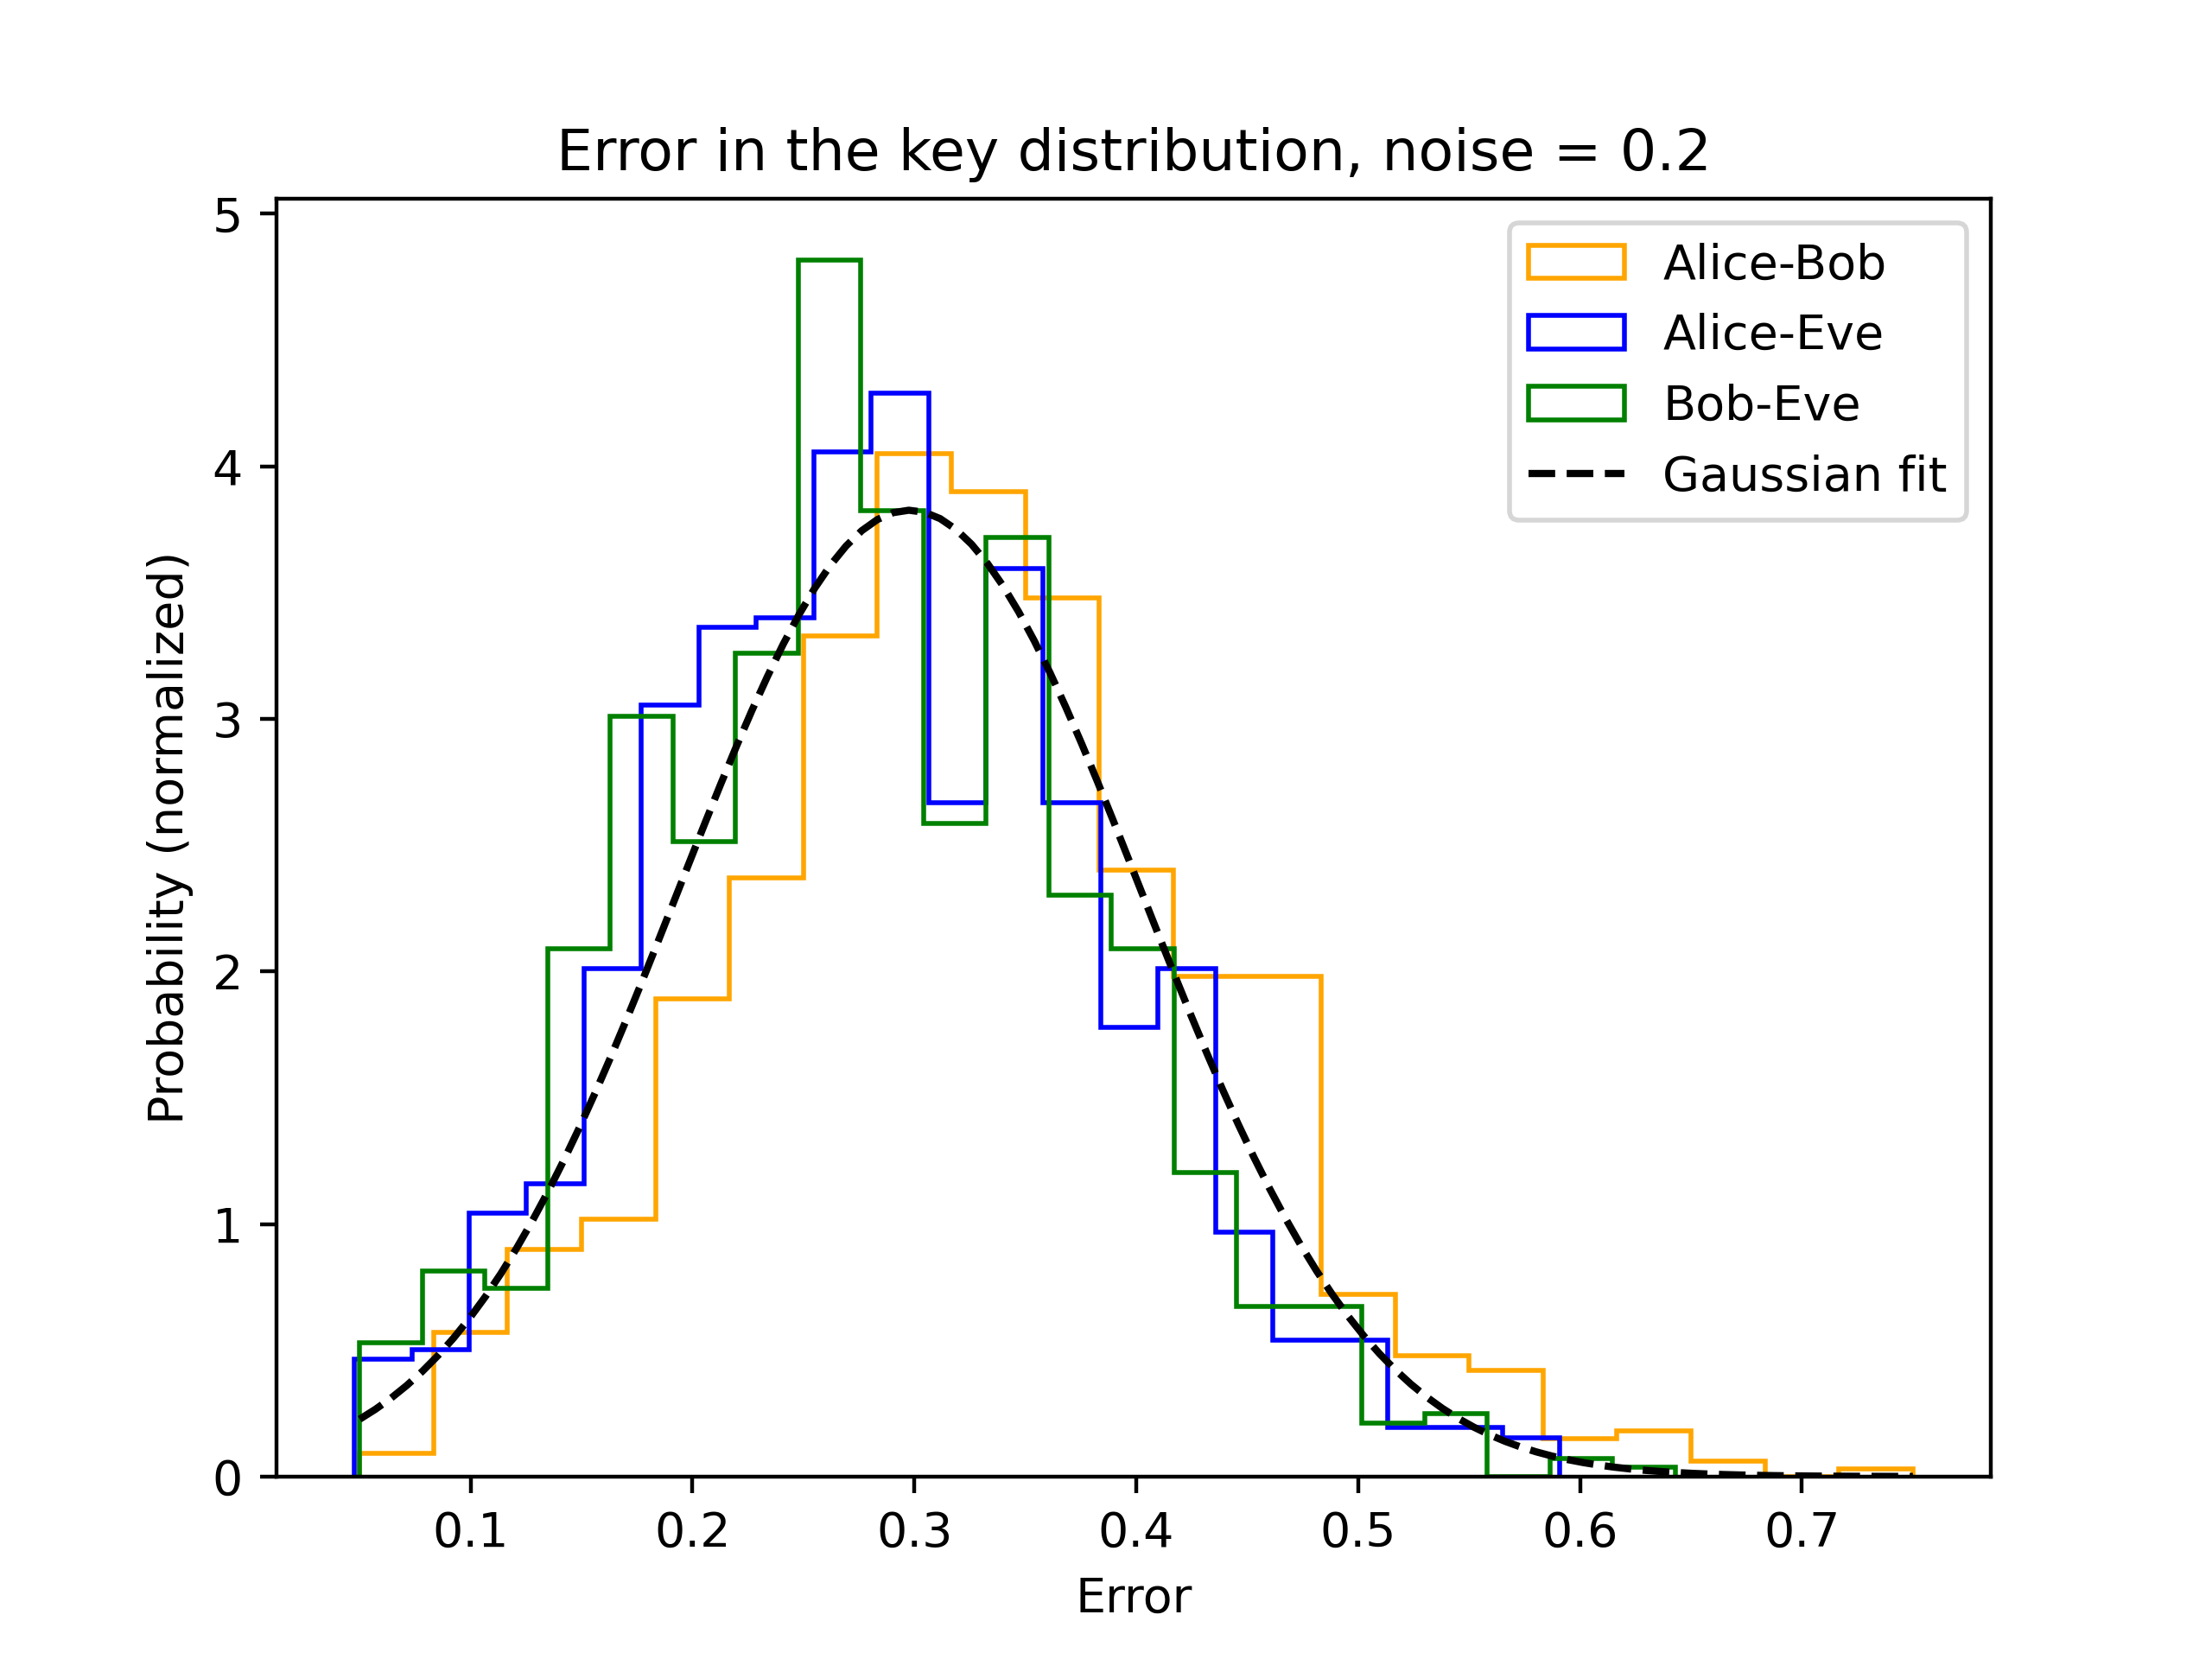 Error in the key distribution, noise = 0.2
5
4
3
2
1
0
Probability (normalized)
Alice-Bob
Alice-Eve
Bob-Eve
Gaussian fit
0.1 0.2 0.3 0.4 0.5 0.6 0.7
Error